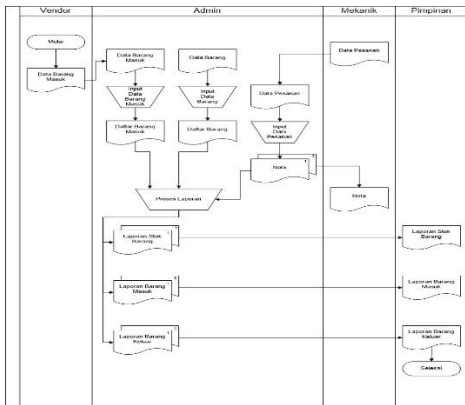 Vendor
Admin
Mekanik
Pimpinan
Mulai
Data Barang
Masuk
Data Barang
Masuk
Data Barang
Data Pesanan
Data Pesanan
Input
Data
Barang
Masuk
Input
Data
Barang
Input
Data
Pesanan
Daftar Barang
Masuk
Daftar Barang
Nota
Nota
Proses Laporan
Laporan Stok
Barang
Laporan Stok
Barang
Laporan Barang
Masuk
Laporan Barang
Masuk
Laporan Barang
Keluar
Laporan Barang
Keluar
Selesai